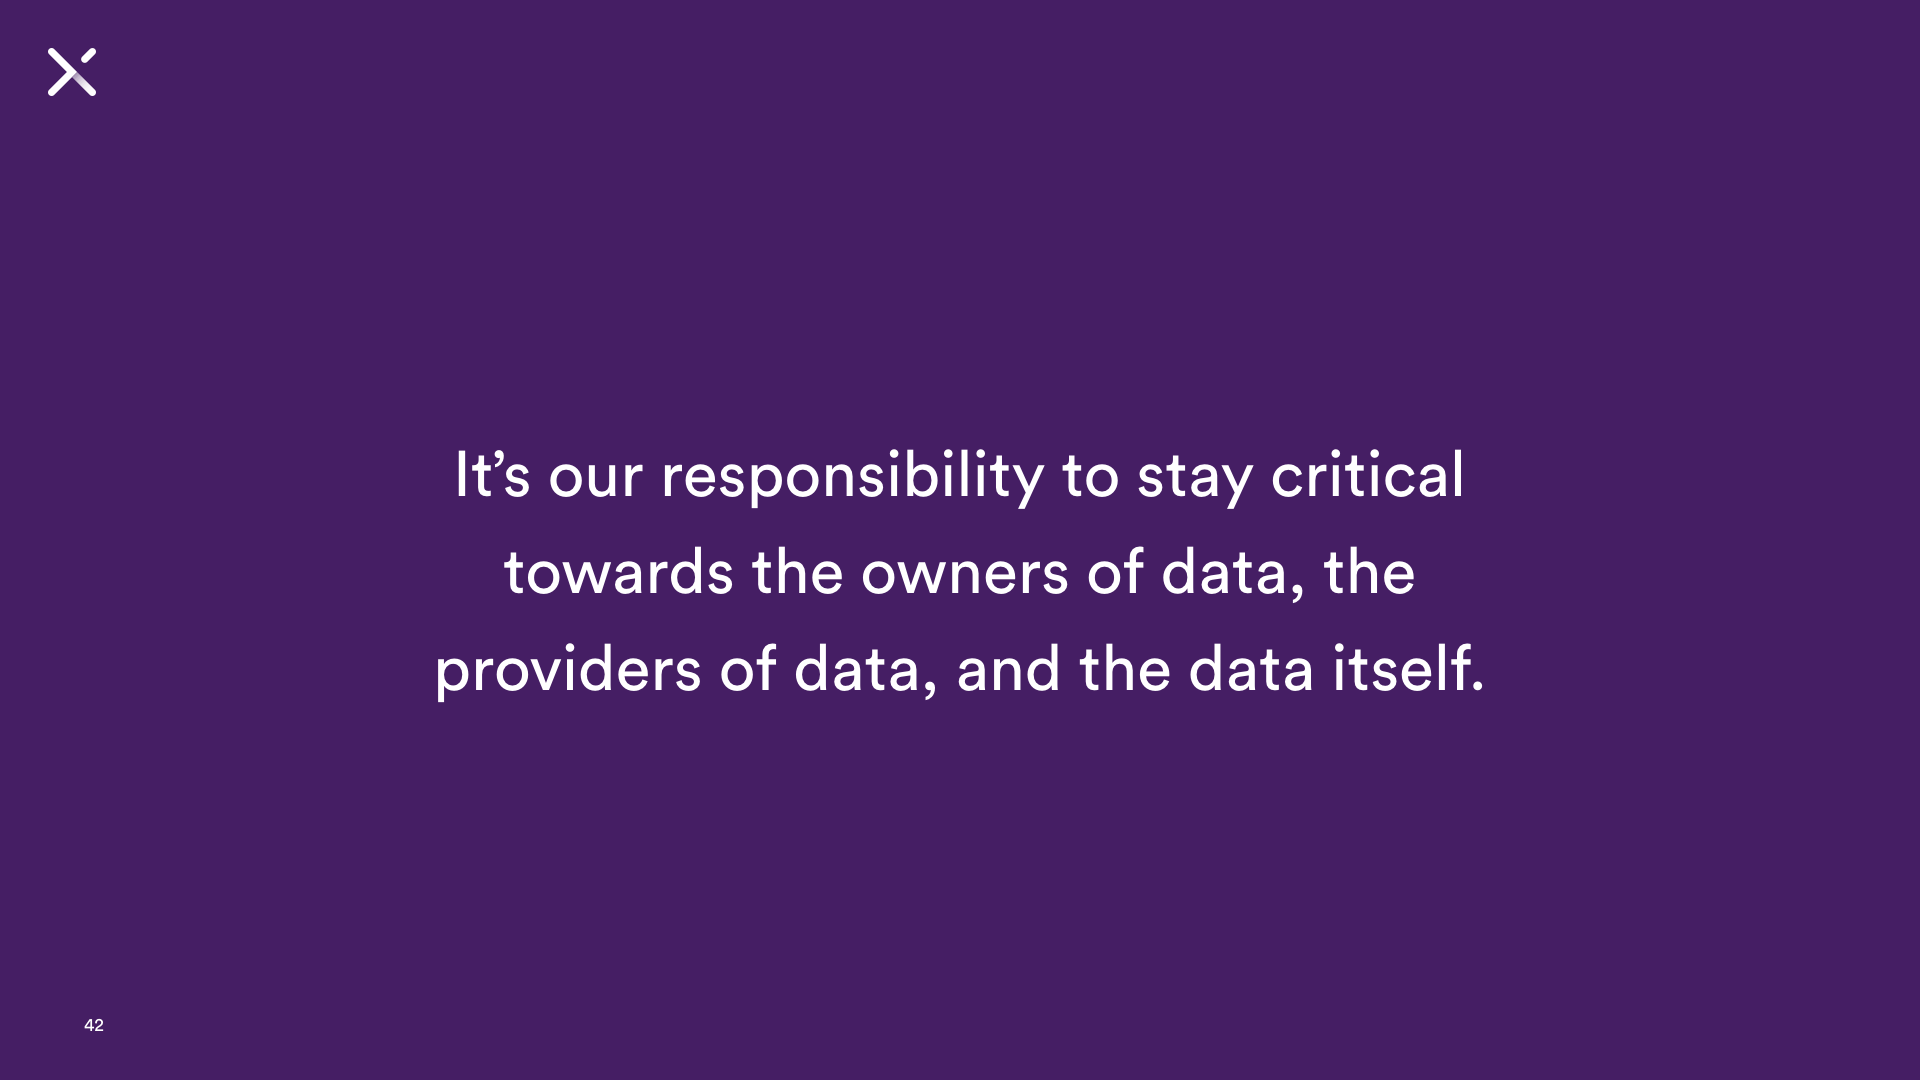 It’s our responsibility to stay critical
towards the owners of data, the
providers of data, and the data itself.
42